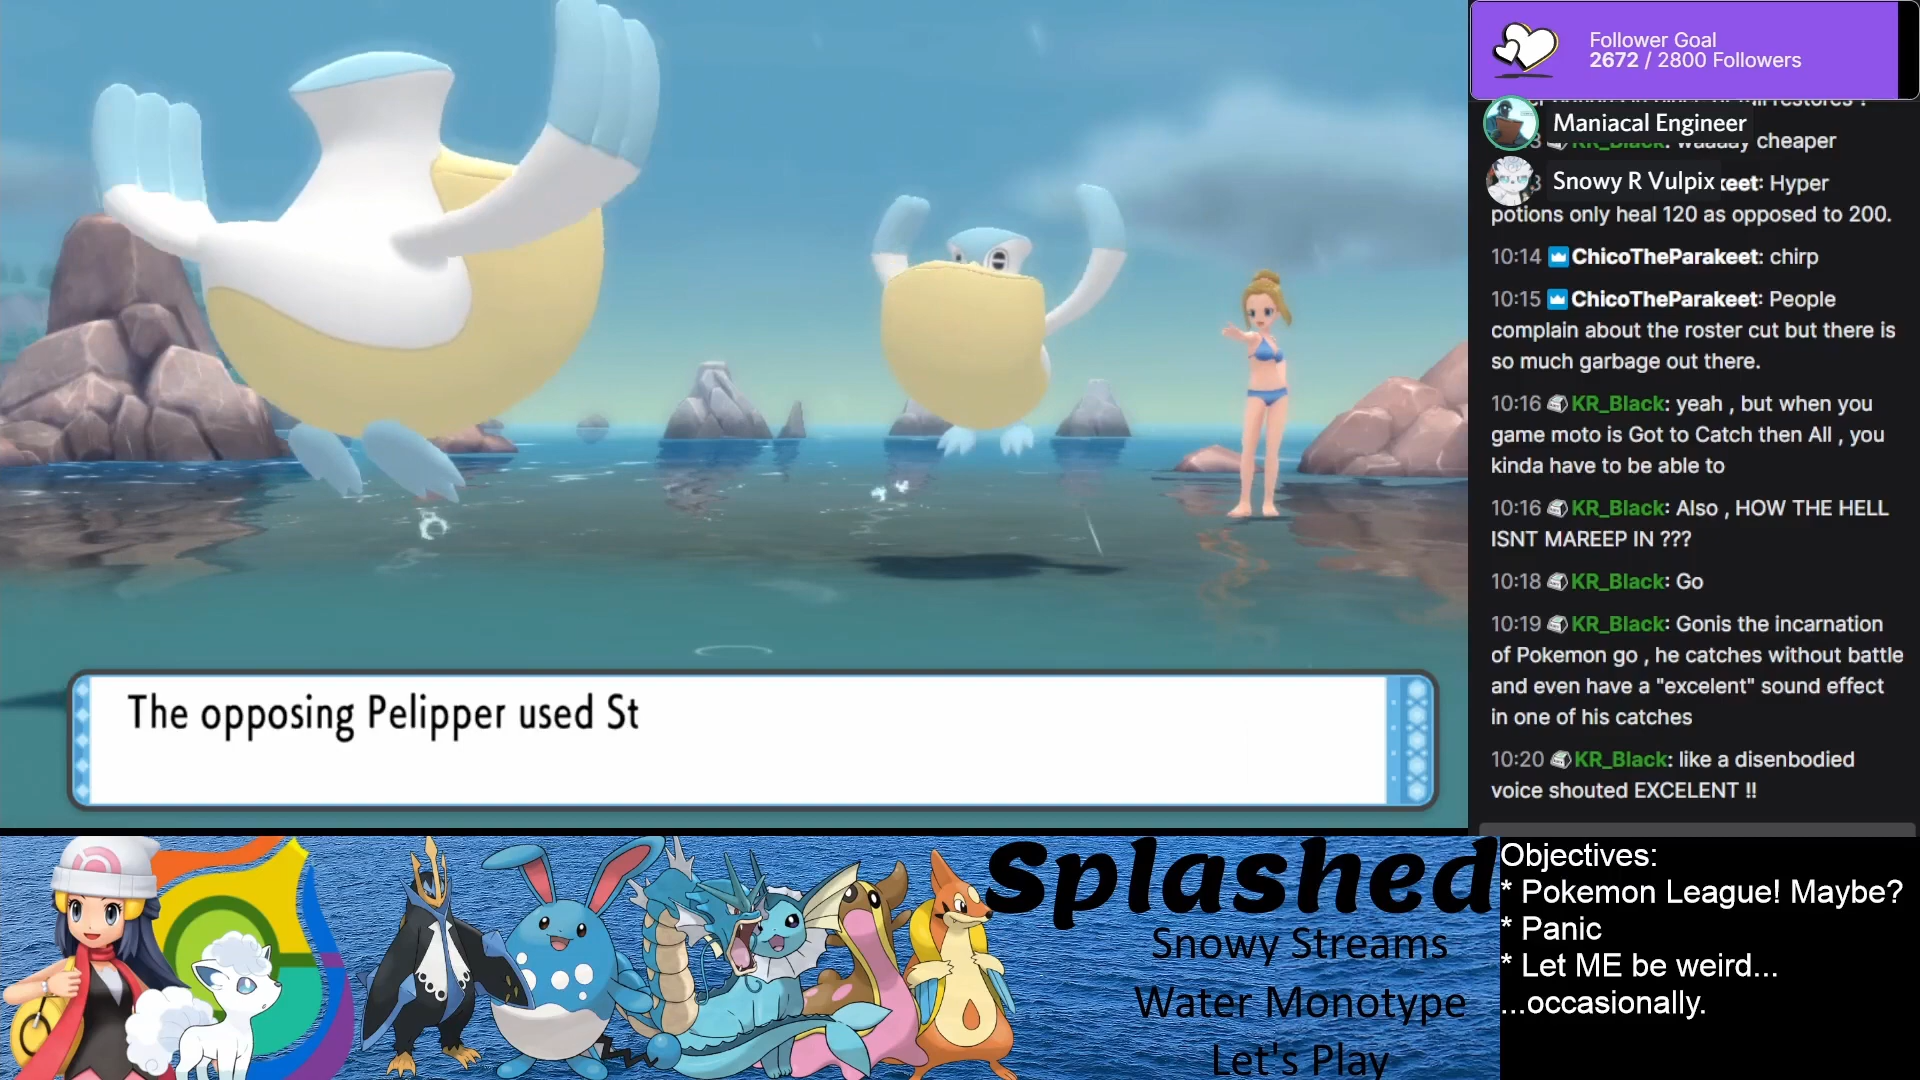 The opposing Pelipper used St
Follower Goal
2672 / 2800 Followers
Maniacal Engineer
KR_Black: waaaay cheaper
Snowy R Vulpix
keet: Hyper
potions only heal 120 as opposed to 200.
10:14 ChicoTheParakeet: chirp
10:15 ChicoTheParakeet: People
complain about the roster cut but there is
so much garbage out there.
10:16 KR_Black: yeah , but when you
game moto is Got to Catch then All , you
kinda have to be able to
10:16 KR_Black: Also , HOW THE HELL
ISNT MAREEP IN ???
10:18 KR_Black: Go
10:19 KR_Black: Gonis the incarnation
of Pokemon go , he catches without battle
and even have a "excelent" sound effect
in one of his catches
10:20 KR_Black: like a disenbodied
voice shouted EXCELENT !!
Splashed
Snowy Streams
Water Monotype
Let's Play
Objectives:
* Pokemon League! Maybe?
* Panic
* Let ME be weird...
...occasionally.